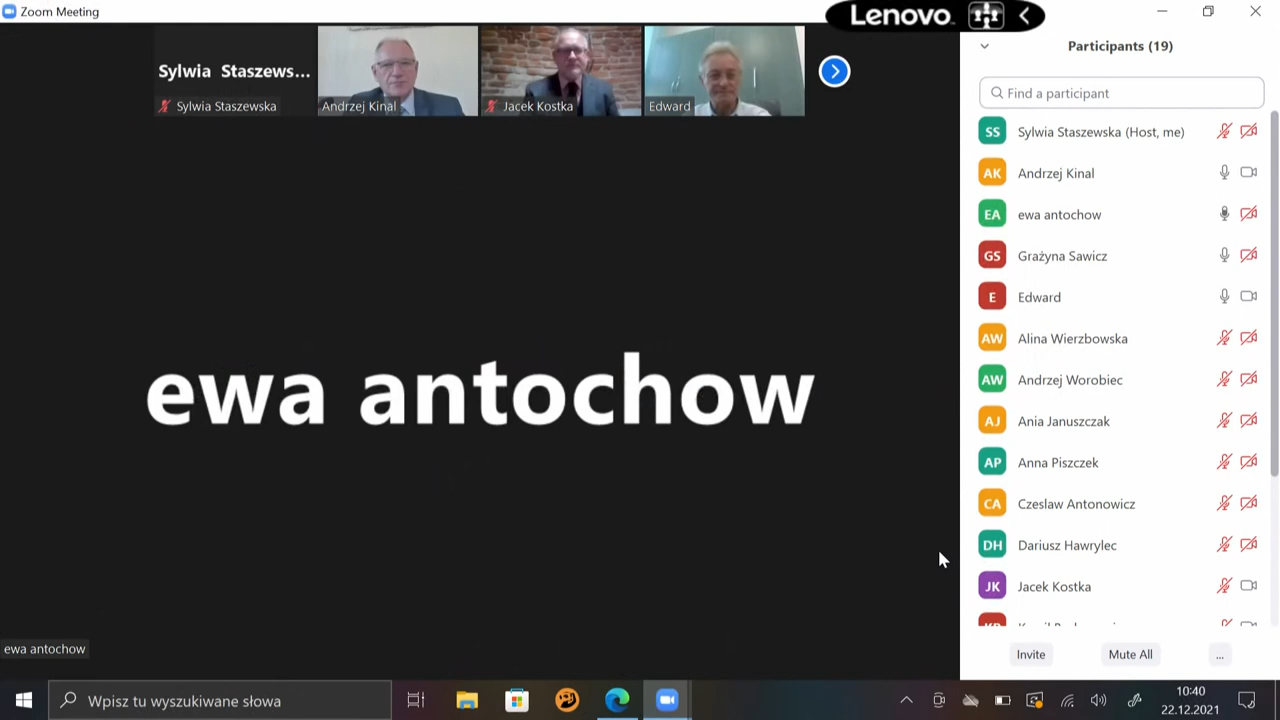 Zoom Meeting
Lenovo
Sylwia Staszews...
Sylwia Staszewska
Andrzej Kinal
Jacek Kostka
Edward
ewa antochow
ewa antochow
Participants (19)
Find a participant
SS Sylwia Staszewska (Host, me)
AK Andrzej Kinal
EA ewa antochow
GS Grażyna Sawicz
E Edward
AW Alina Wierzbowska
AW Andrzej Worobiec
AJ Ania Januszczak
AP Anna Piszczek
CA Czeslaw Antonowicz
DH Dariusz Hawrylec
JK Jacek Kostka
Invite
Mute All
...
Wpisz tu wyszukiwane słowa
10:40
22.12.2021